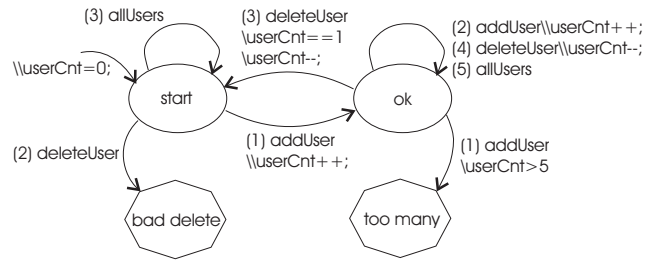 (3) allUsers
(3) deleteUser
\userCnt==1
\userCnt--;
(2) addUser\\userCnt++;
(4) deleteUser\\userCnt--;
(5) allUsers
\\userCnt=0;
start
ok
(2) deleteUser
(1) addUser
\\userCnt++;
(1) addUser
\userCnt>5
bad delete
too many